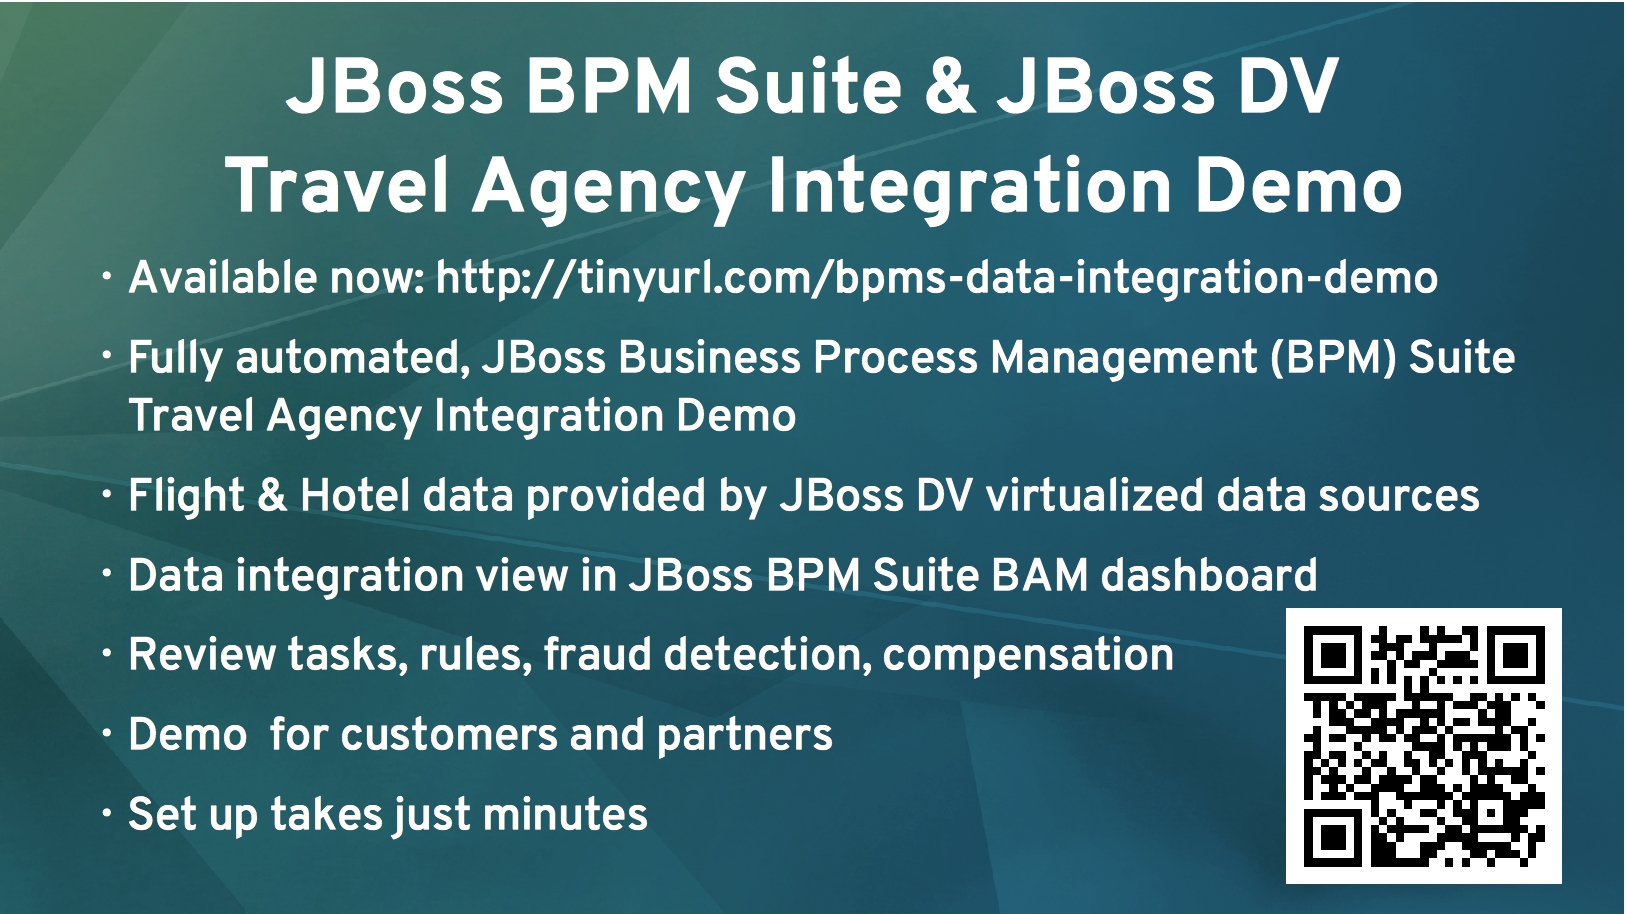 JBoss BPM Suite & JBoss DV
Travel Agency Integration Demo
· Available now: http://tinyurl.com/bpms-data-integration-demo
· Fully automated, JBoss Business Process Management (BPM) Suite
Travel Agency Integration Demo
· Flight & Hotel data provided by JBoss DV virtualized data sources
· Data integration view in JBoss BPM Suite BAM dashboard
· Review tasks, rules, fraud detection, compensation
· Demo  for customers and partners
· Set up takes just minutes